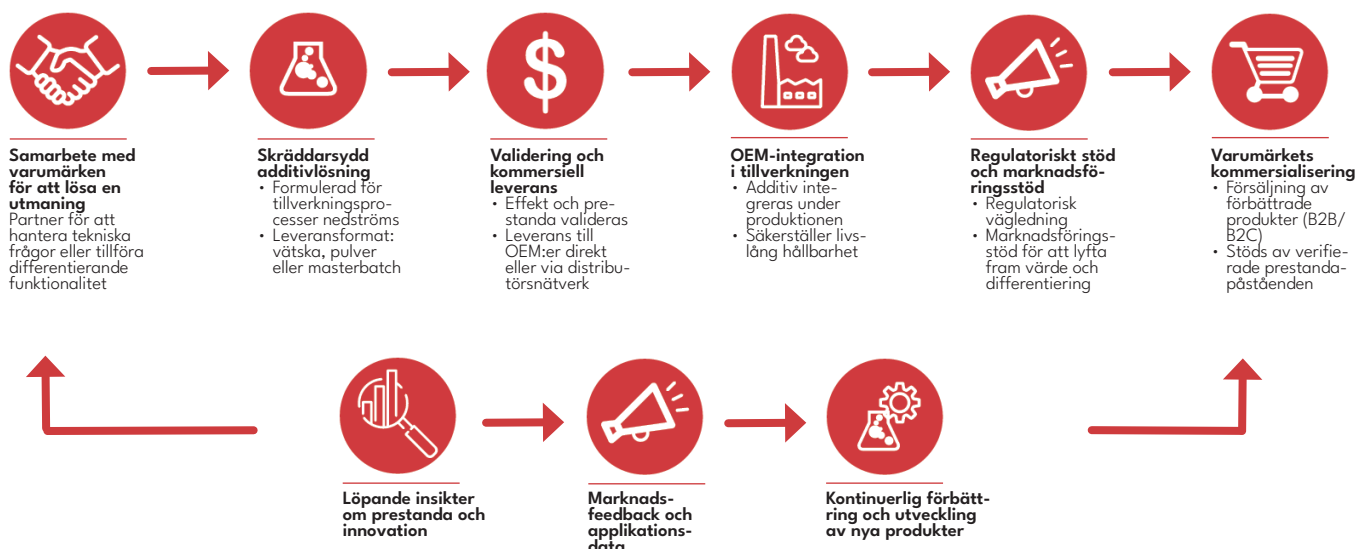 Samarbete med
varumärken
för att lösa en
utmaning
Partner för att
hantera tekniska
frågor eller tillföra
differentierande
funktionalitet
Skräddarsydd
additivlösning
• Formulerad för
tillverkningspro-
cesser nedströms
• Leveransformat:
vätska, pulver
eller masterbatch
Validering och
kommersiell
leverans
• Effekt och pre-
standa valideras
• Leverans till
OEM:er direkt
eller via distribu-
törsnätverk
OEM-integration
i tillverkningen
• Additiv inte-
greras under
produktionen
• Säkerställer livs-
lång hållbarhet
Regulatoriskt stöd
och marknadsfö-
ringsstöd
• Regulatorisk
vägledning
• Marknadsförings-
stöd för att lyfta
fram värde och
differentiering
Varumärkets
kommersialisering
• Försäljning av
förbättrade
produkter (B2B/
B2C)
• Stöds av verifie-
rade prestanda-
påståenden
Löpande insikter
om prestanda och
innovation
Marknads-
feedback och
applikations-
data
Kontinuerlig förbätt-
ring och utveckling
av nya produkter